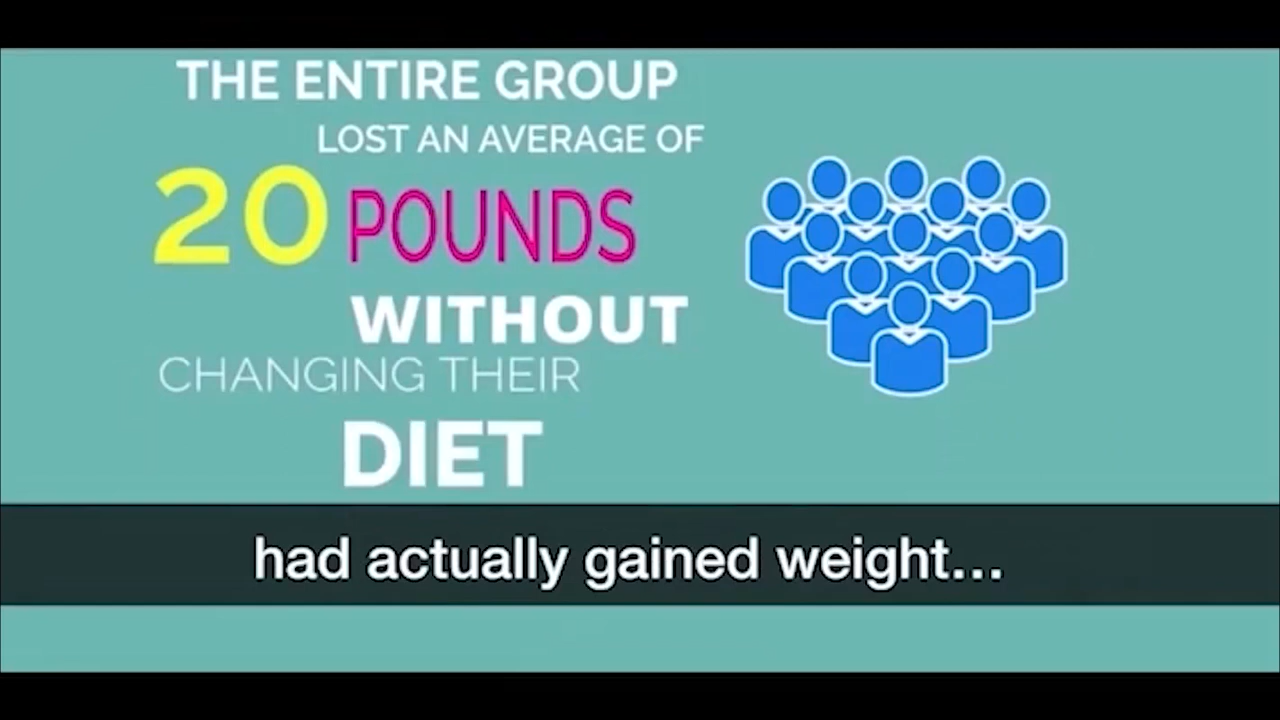 THE ENTIRE GROUP
LOST AN AVERAGE OF
20 POUNDS
WITHOUT
CHANGING THEIR
DIET
had actually gained weight...